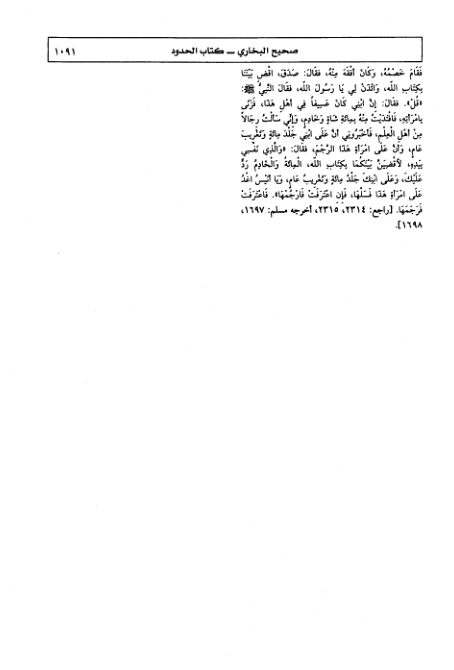 صحيح البخاري ـــ كتاب الحدود ١٠٩١
فَقَامَ خَصْمُهُ، وَكَانَ أَفْقَهَ مِنْهُ، فَقَالَ: صَدَقَ، اقْضِ بَيْنَنَا
بِكِتَابِ اللَّه، وَائْذَنْ لِي يَا رَسُولَ اللَّه، فَقَالَ النَّبِيُّ ﷺ:
«قُلْ». فَقَالَ: إِنَّ ابْنِي كَانَ عَسِيفاً فِي أَهْلِ هَذَا، فَزَنَى
بِامْرَأَتِهِ، فَافْتَدَيْتُ مِنْهُ بِمِائَةِ شَاةٍ وَخَادِمٍ، وَإِنِّي سَأَلْتُ رِجَالاً
مِنْ أَهْلِ الْعِلْمِ، فَأَخْبَرُونِي أَنَّ عَلَى ابْنِي جَلْدَ مِائَةٍ وَتَغْرِيبَ
عَامٍ، وَأَنَّ عَلَى امْرَأَةِ هَذَا الرَّجْمَ، فَقَالَ: «وَالَّذِي نَفْسِي
بِيَدِهِ، لأَقْضِيَنَّ بَيْنَكُمَا بِكِتَابِ اللَّه، الْمِائَةُ وَالْخَادِمُ رَدٌّ
عَلَيْكَ، وَعَلَى ابْنِكَ جَلْدُ مِائَةٍ وَتَغْرِيبُ عَامٍ، وَيَا أُنَيْسُ اغْدُ
عَلَى امْرَأَةِ هَذَا فَسَلْهَا، فَإِنِ اعْتَرَفَتْ فَارْجُمْهَا». فَاعْتَرَفَتْ
فَرَجَمَهَا. [راجع: ٢٣١٤، ٢٣١٥، أخرجه مسلم: ١٦٩٧،
١٦٩٨].